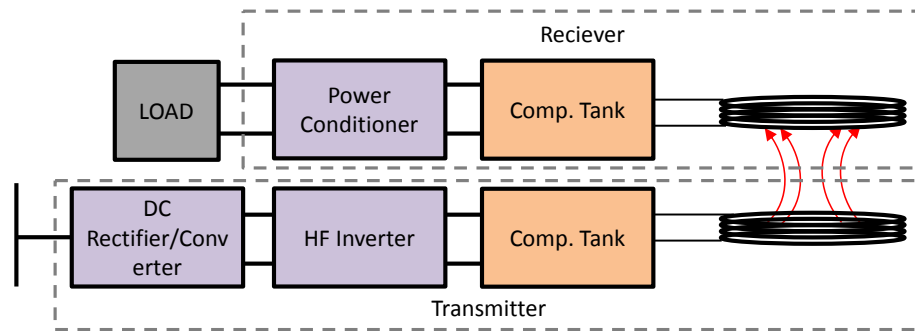 Reciever
LOAD
Power
Conditioner
Comp. Tank
DC
Rectifier/Conv
erter
HF Inverter
Comp. Tank
Transmitter